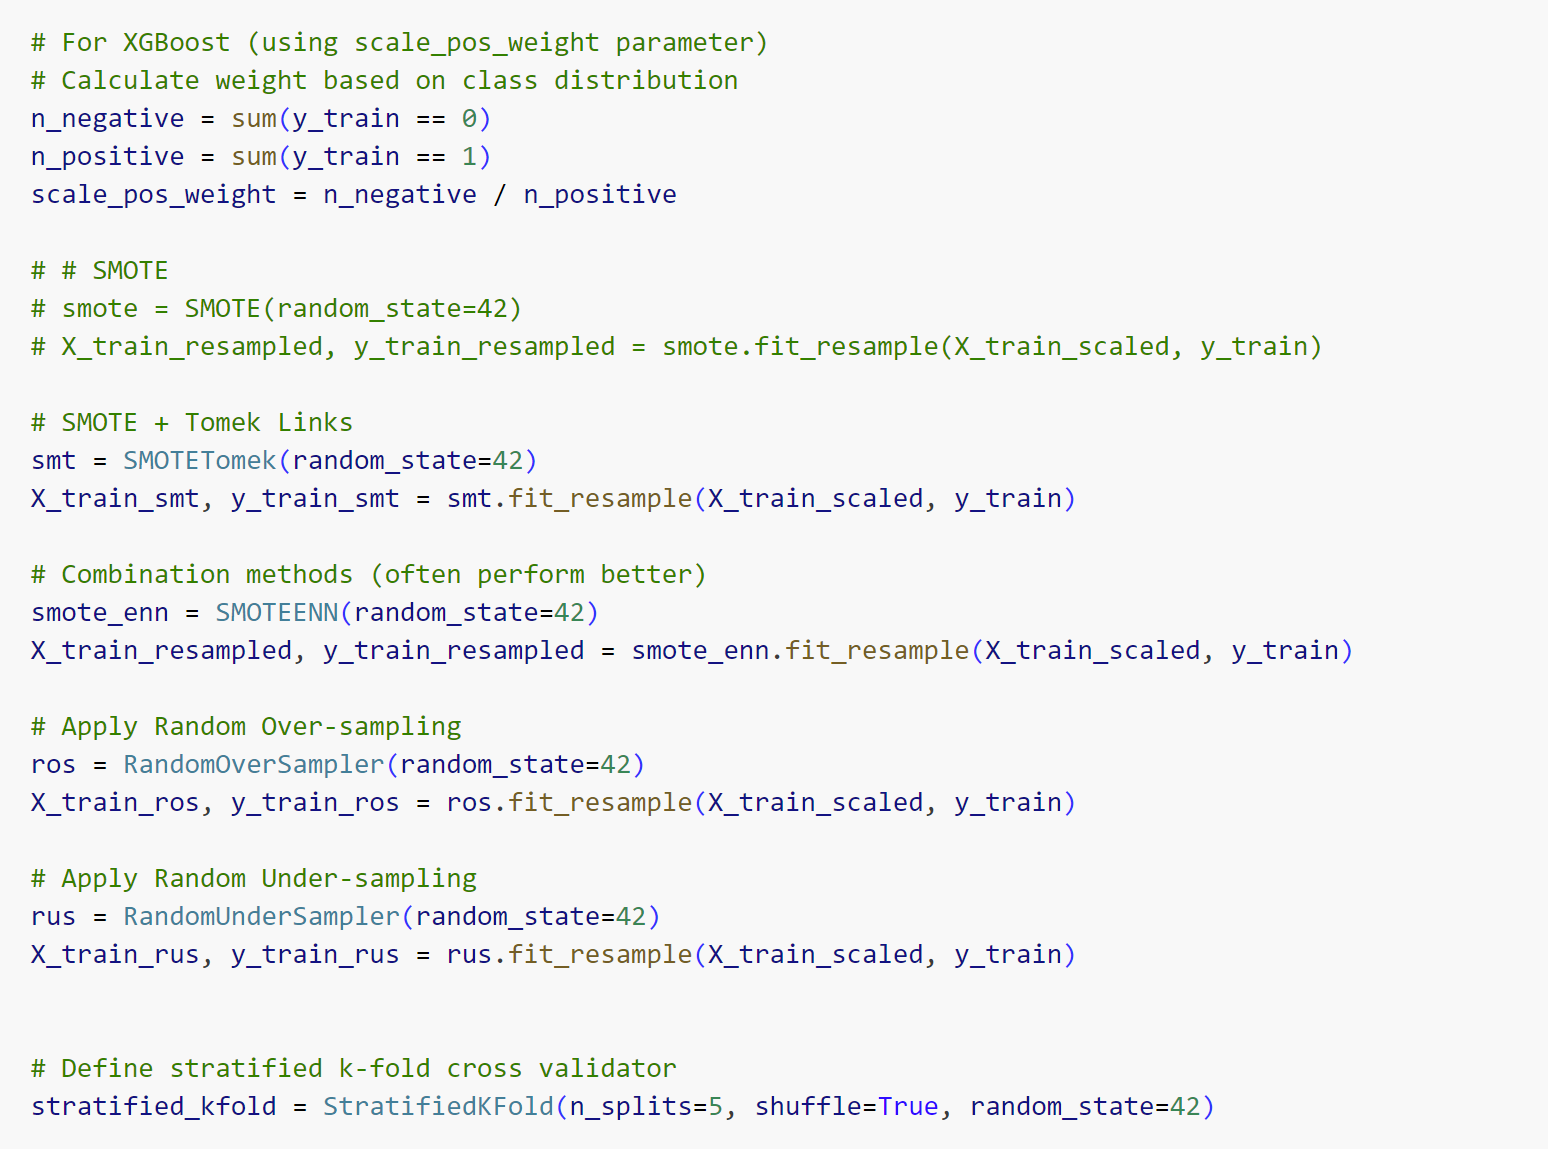 # For XGBoost (using scale_pos_weight parameter)
# Calculate weight based on class distribution
n_negative = sum(y_train == 0)
n_positive = sum(y_train == 1)
scale_pos_weight = n_negative / n_positive
# # SMOTE
# smote = SMOTE(random_state=42)
# X_train_resampled, y_train_resampled = smote.fit_resample(X_train_scaled, y_train)
# SMOTE + Tomek Links
smt = SMOTETomek(random_state=42)
X_train_smt, y_train_smt = smt.fit_resample(X_train_scaled, y_train)
# Combination methods (often perform better)
smote_enn = SMOTEENN(random_state=42)
X_train_resampled, y_train_resampled = smote_enn.fit_resample(X_train_scaled, y_train)
# Apply Random Over-sampling
ros = RandomOverSampler(random_state=42)
X_train_ros, y_train_ros = ros.fit_resample(X_train_scaled, y_train)
# Apply Random Under-sampling
rus = RandomUnderSampler(random_state=42)
X_train_rus, y_train_rus = rus.fit_resample(X_train_scaled, y_train)
# Define stratified k-fold cross validator
stratified_kfold = StratifiedKFold(n_splits=5, shuffle=True, random_state=42)